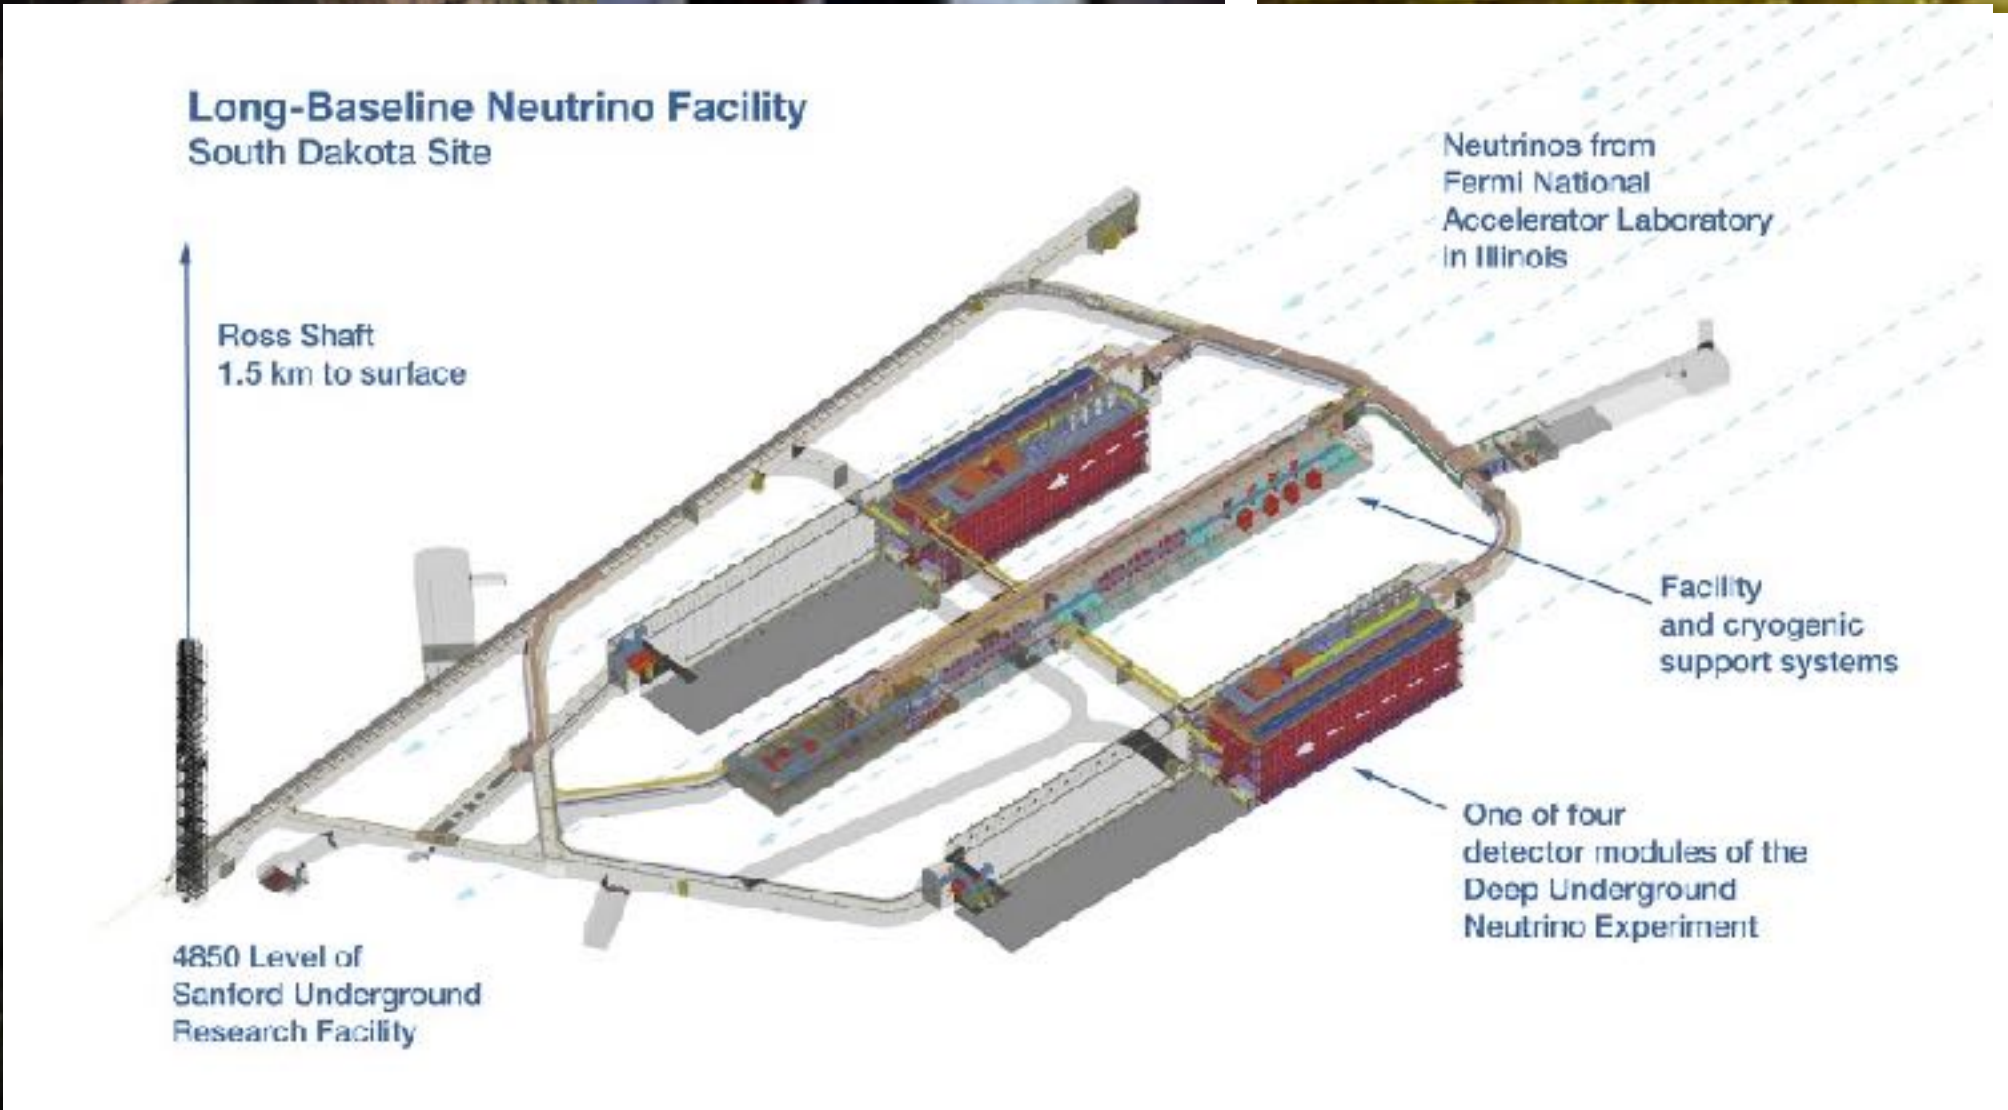 Long-Baseline Neutrino Facility
South Dakota Site
Neutrinos from
Fermi National
Accelerator Laboratory
in Illinois
Ross Shaft
1.5 km to surface
Facility
and cryogenic
support systems
One of four
detector modules of the
Deep Underground
Neutrino Experiment
4850 Level of
Sanford Underground
Research Facility